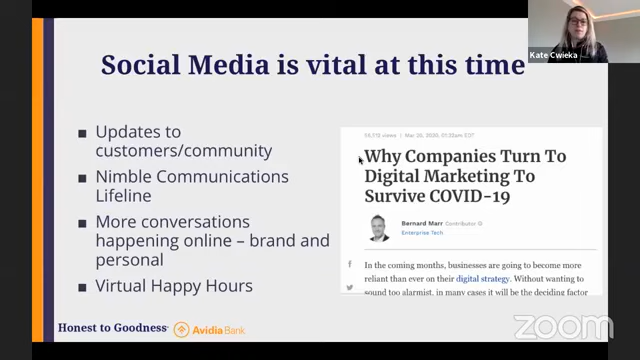 Social Media is vital at this time
Kate Cwieka
■ Updates to
customers/community
■ Nimble Communications
Lifeline
■ More conversations
happening online – brand and
personal
■ Virtual Happy Hours
views | Mar 20, 2020, 01:22am EDT
Why Companies Turn To
Digital Marketing To
Survive COVID-19
Bernard Marr Contributor
Enterprise Tech
In the coming months, businesses are going to become more
reliant than ever on their digital strategy. Without wanting to
sound too alarmist, in many cases it will be the deciding factor
Honest to Goodness
Avidia Bank
zoom